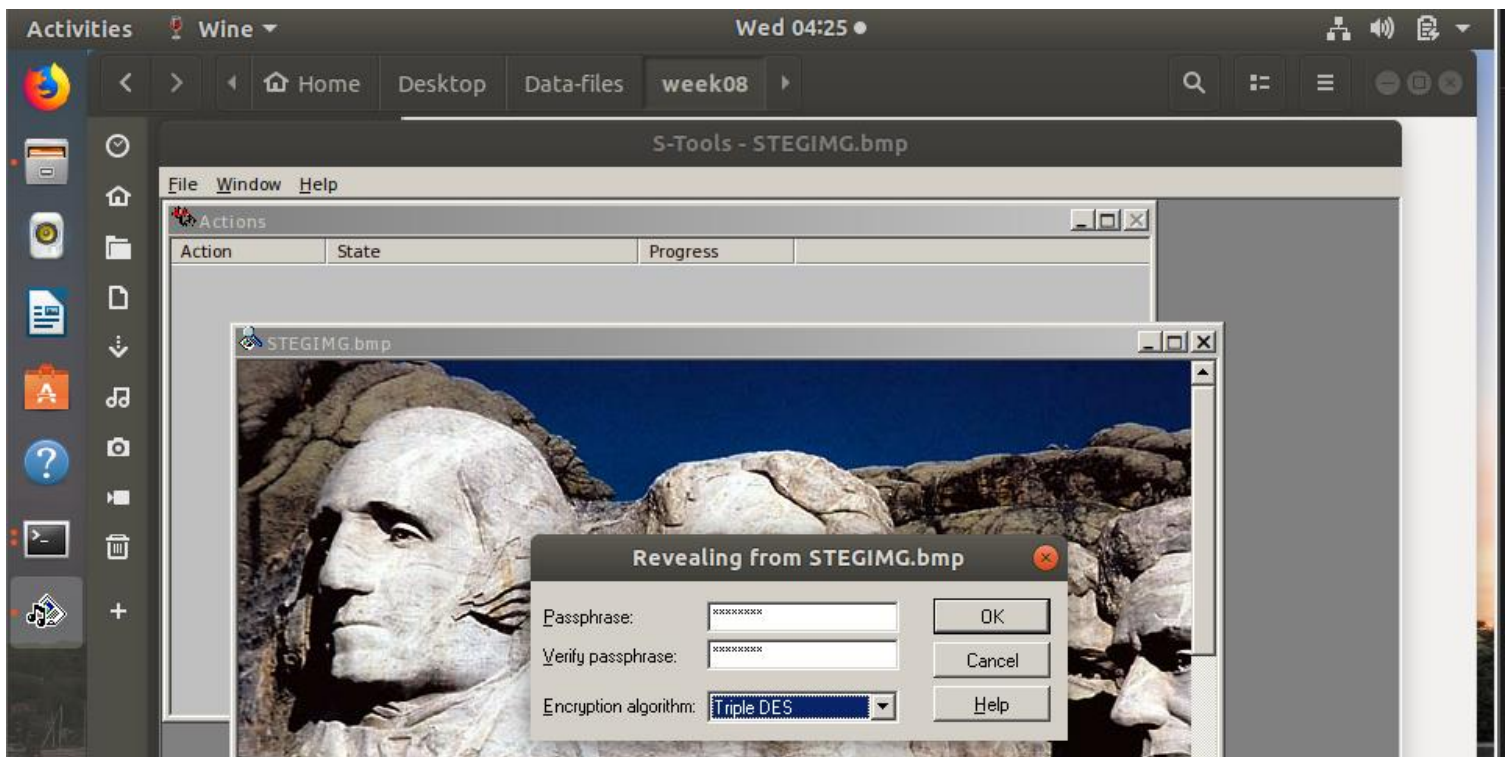 Activities Wine Wed 04:25
Home Desktop Data-files week08
S-Tools - STEGIMG.bmp
File Window Help
Actions
Action State Progress
STEGIMG.bmp
Revealing from STEGIMG.bmp
Passphrase: ******** OK
Verify passphrase: ******** Cancel
Encryption algorithm: Triple DES Help